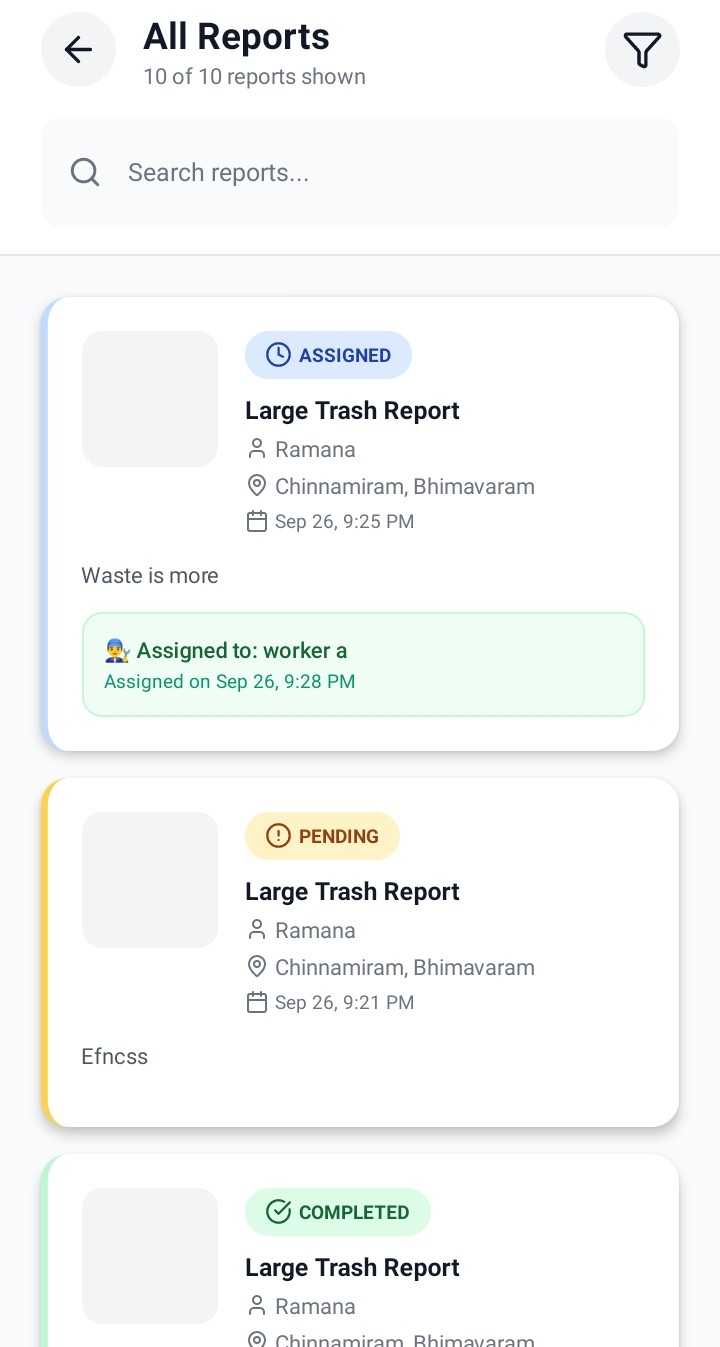 All Reports
10 of 10 reports shown
Search reports...
ASSIGNED
Large Trash Report
Ramana
Chinnamiram, Bhimavaram
Sep 26, 9:25 PM
Waste is more
Assigned to: worker a
Assigned on Sep 26, 9:28 PM
PENDING
Large Trash Report
Ramana
Chinnamiram, Bhimavaram
Sep 26, 9:21 PM
Efncss
COMPLETED
Large Trash Report
Ramana
Chinnamiram, Bhimavaram